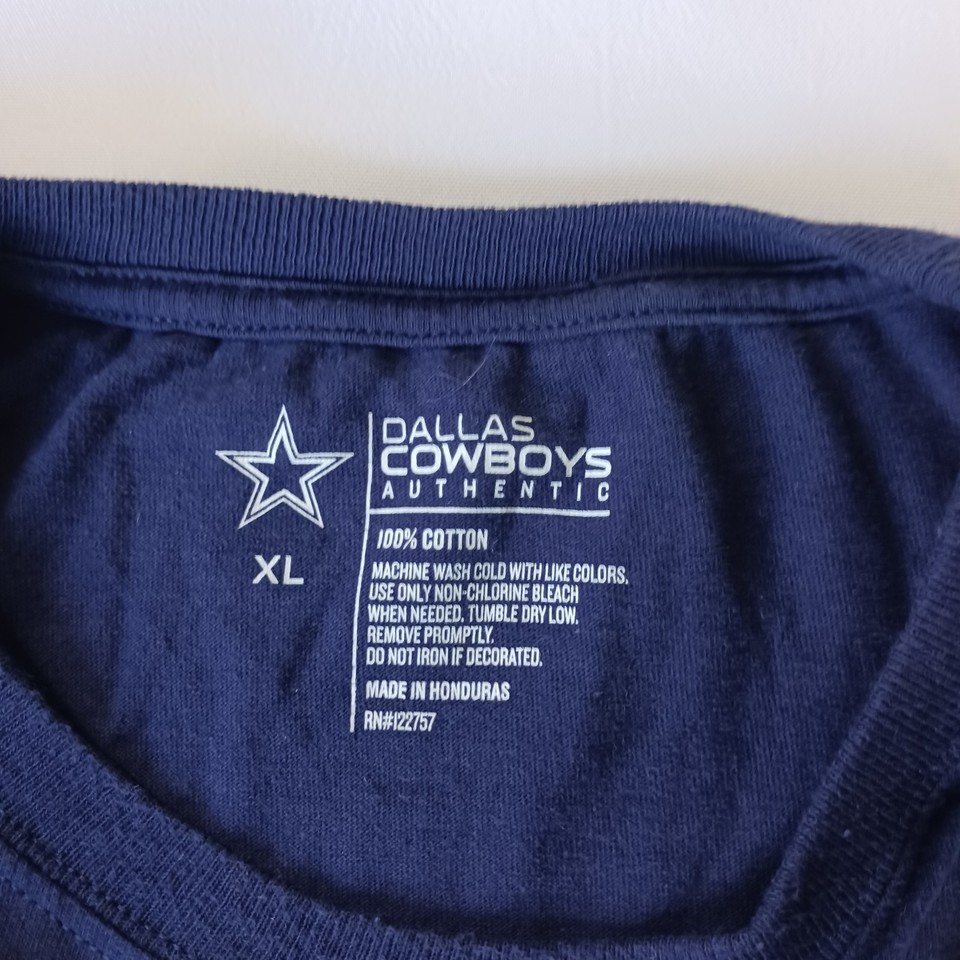 DALLAS
COWBOYS
AUTHENTIC
XL
100% COTTON
MACHINE WASH COLD WITH LIKE COLORS.
USE ONLY NON-CHLORINE BLEACH
WHEN NEEDED. TUMBLE DRY LOW.
REMOVE PROMPTLY.
DO NOT IRON IF DECORATED.
MADE IN HONDURAS
RN#122757